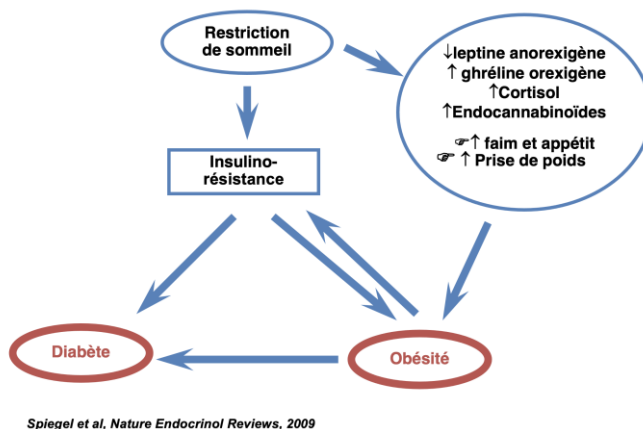 Restriction
de sommeil
↓leptine anorexigène
↑ ghréline orexigène
↑Cortisol
↑Endocannabinoïdes
☞↑ faim et appétit
☞ ↑ Prise de poids
Insulino-
résistance
Diabète
Obésité
Spiegel et al, Nature Endocrinol Reviews, 2009